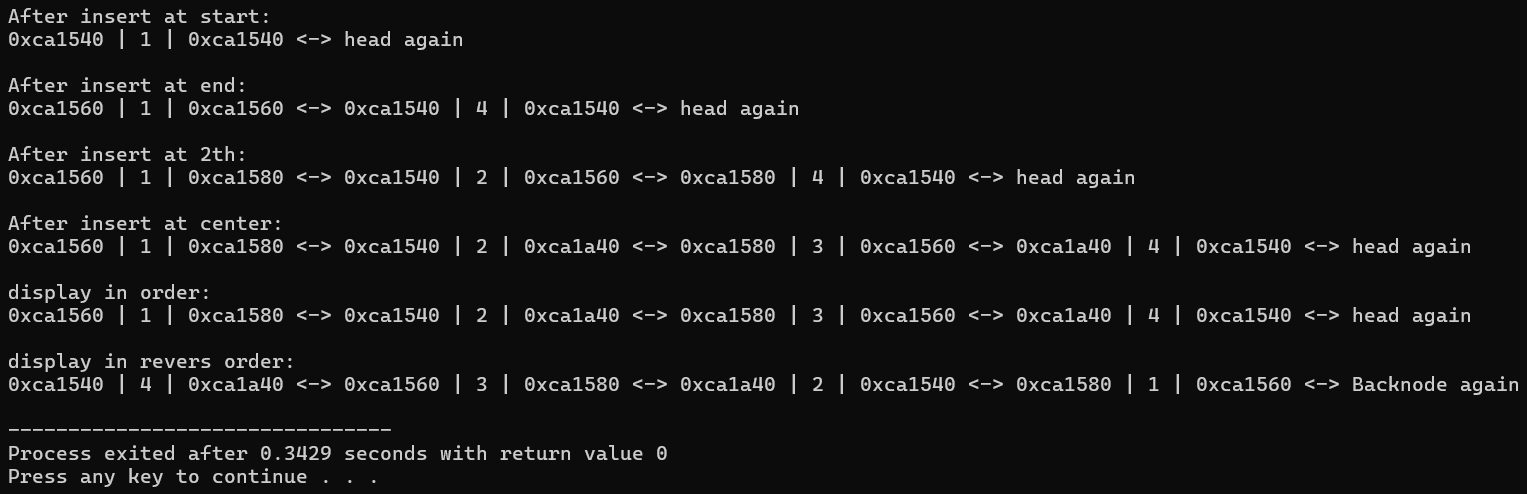 After insert at start:
0xca1540 | 1 | 0xca1540 <-> head again
After insert at end:
0xca1560 | 1 | 0xca1560 <-> 0xca1540 | 4 | 0xca1540 <-> head again
After insert at 2th:
0xca1560 | 1 | 0xca1580 <-> 0xca1540 | 2 | 0xca1560 <-> 0xca1580 | 4 | 0xca1540 <-> head again
After insert at center:
0xca1560 | 1 | 0xca1580 <-> 0xca1540 | 2 | 0xca1a40 <-> 0xca1580 | 3 | 0xca1560 <-> 0xca1a40 | 4 | 0xca1540 <-> head again
display in order:
0xca1560 | 1 | 0xca1580 <-> 0xca1540 | 2 | 0xca1a40 <-> 0xca1580 | 3 | 0xca1560 <-> 0xca1a40 | 4 | 0xca1540 <-> head again
display in revers order:
0xca1540 | 4 | 0xca1a40 <-> 0xca1560 | 3 | 0xca1580 <-> 0xca1a40 | 2 | 0xca1540 <-> 0xca1580 | 1 | 0xca1560 <-> Backnode again
--------------------------------
Process exited after 0.3429 seconds with return value 0
Press any key to continue . . .